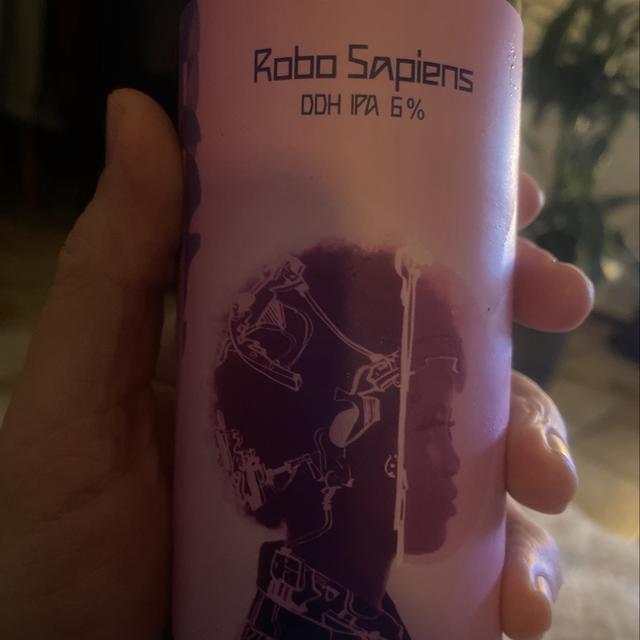 Robo Sapiens
DDH IPA 6%